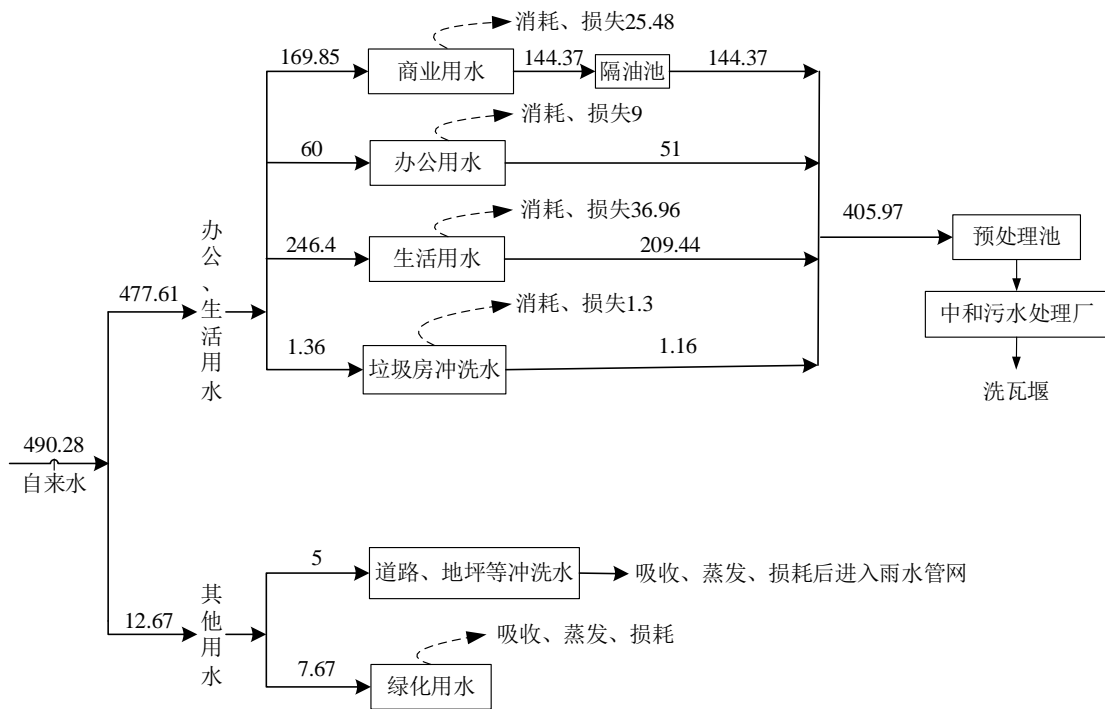 消耗、损失25.48
169.85
商业用水
144.37
隔油池
144.37
消耗、损失9
60
办公用水
51
消耗、损失36.96
246.4
生活用水
209.44
405.97
预处理池
办公、生活用水
477.61
消耗、损失1.3
1.36
垃圾房冲洗水
1.16
中和污水处理厂
洗瓦堰
490.28
自来水
5
道路、地坪等冲洗水
吸收、蒸发、损耗后进入雨水管网
12.67
其他用水
吸收、蒸发、损耗
7.67
绿化用水